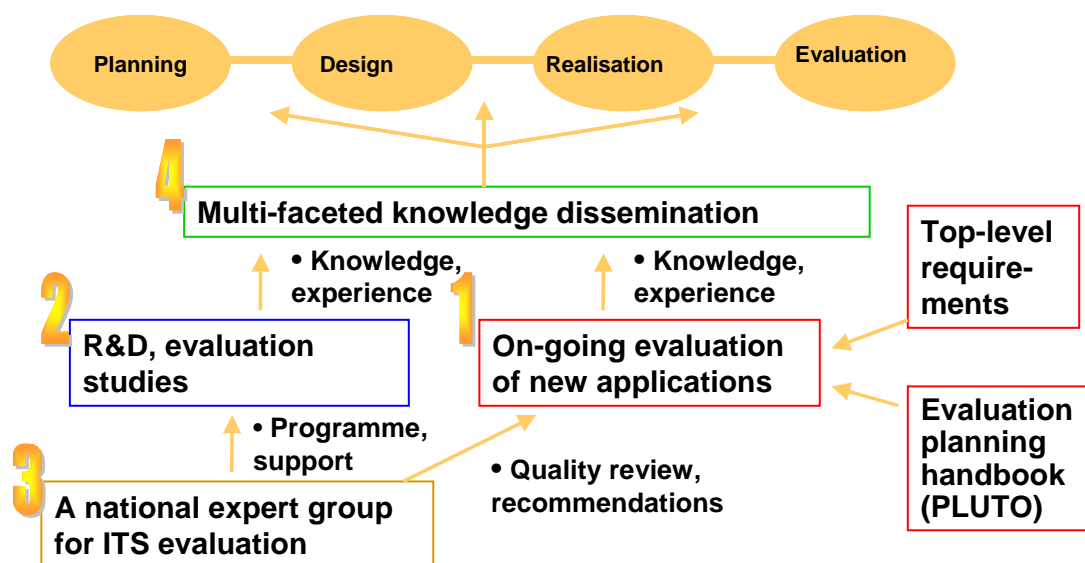 Planning
Design
Realisation
Evaluation
4
Multi-faceted knowledge dissemination
• Knowledge,
experience
• Knowledge,
experience
Top-level
require-
ments
2
R&D, evaluation
studies
1
On-going evaluation
of new applications
• Programme,
support
• Quality review,
recommendations
Evaluation
planning
handbook
(PLUTO)
3
A national expert group
for ITS evaluation